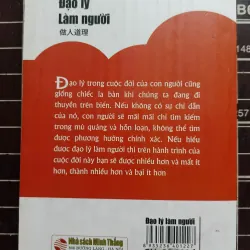 Đạo lý
Làm người
做人道理
Đạo lý trong cuộc đời của con người cũng
giống chiếc la bàn khi chúng ta đang đi
thuyền trên biển. Nếu không có sự chỉ dẫn
của nó, con người sẽ mãi mãi chỉ tìm kiếm
trong mù quáng và hỗn loạn, không thể tìm
được phương hướng chính xác. Nếu hiểu
được đạo lý làm người thì trên hành trình của
cuộc đời này bạn sẽ được nhiều hơn và mất ít
hơn, thành nhiều hơn và bại ít hơn
Đạo lý làm người
Nhà sách Minh Thắng
8 935236 401227